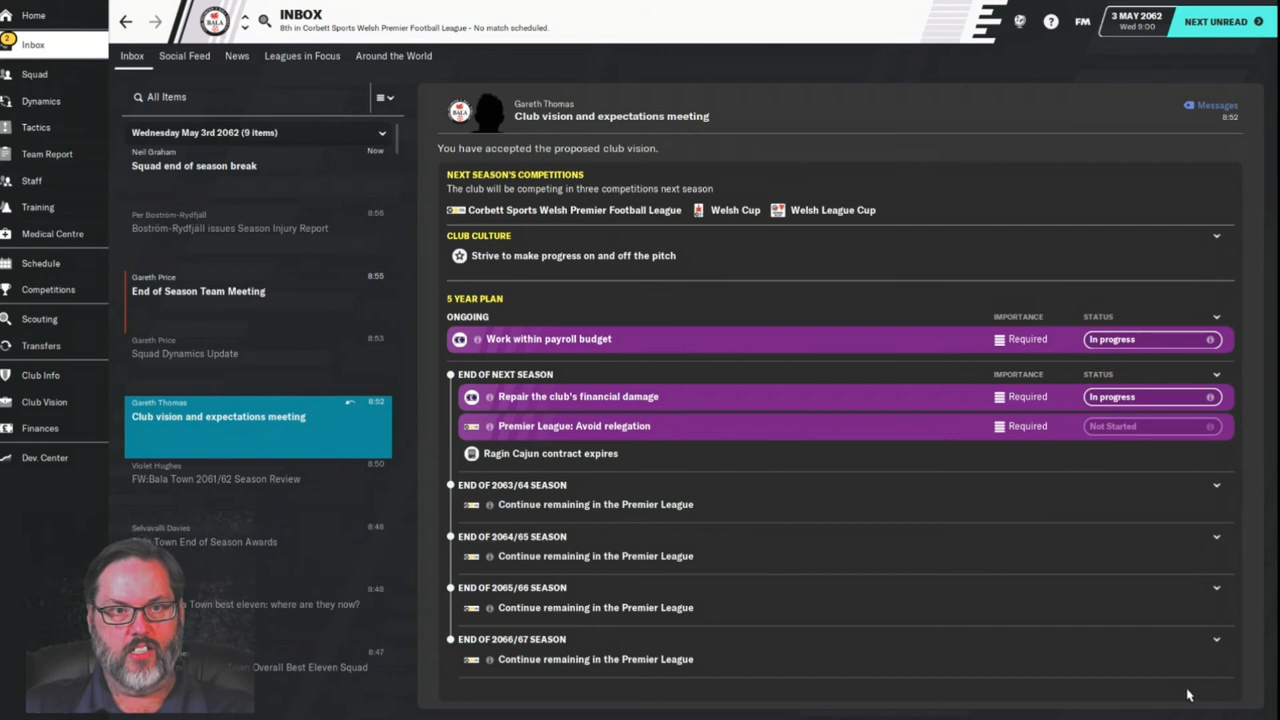 Home
INBOX
8th in Corbett Sports Welsh Premier Football League - No match scheduled.
FM
3 MAY 2062
Wed 9:00
NEXT UNREAD
2
Inbox
Squad
Dynamics
Tactics
Team Report
Staff
Training
Medical Centre
Schedule
Competitions
Scouting
Transfers
Club Info
Club Vision
Finances
Dev. Center
Inbox
Social Feed
News
Leagues in Focus
Around the World
All Items
Wednesday May 3rd 2062 (9 items)
Neil Graham
Now
Squad end of season break
Per Boström-Rydfjäll
8:56
Boström-Rydfjäll issues Season Injury Report
Gareth Price
8:55
End of Season Team Meeting
Gareth Price
8:53
Squad Dynamics Update
Gareth Thomas
8:52
Club vision and expectations meeting
Violet Hughes
8:50
FW:Bala Town 2061/62 Season Review
Selvavalli Davies
8:48
Town End of Season Awards
8:48
Town best eleven: where are they now?
8:47
Overall Best Eleven Squad
BALA
Gareth Thomas
Club vision and expectations meeting
Messages
8:52
You have accepted the proposed club vision.
NEXT SEASON'S COMPETITIONS
The club will be competing in three competitions next season
Corbett Sports Welsh Premier Football League
Welsh Cup
Welsh League Cup
CLUB CULTURE
Strive to make progress on and off the pitch
5 YEAR PLAN
ONGOING
IMPORTANCE
STATUS
Work within payroll budget
Required
In progress
END OF NEXT SEASON
IMPORTANCE
STATUS
Repair the club's financial damage
Required
In progress
Premier League: Avoid relegation
Required
Not Started
Ragin Cajun contract expires
END OF 2063/64 SEASON
Continue remaining in the Premier League
END OF 2064/65 SEASON
Continue remaining in the Premier League
END OF 2065/66 SEASON
Continue remaining in the Premier League
END OF 2066/67 SEASON
Continue remaining in the Premier League